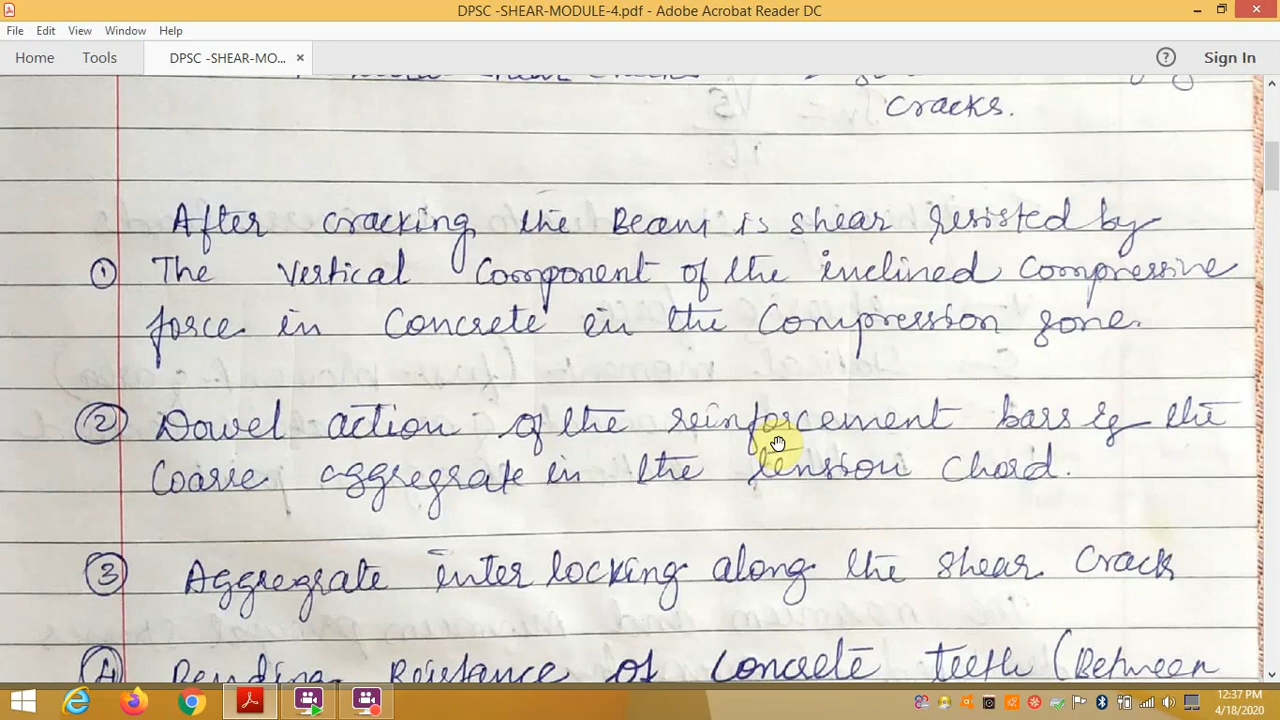 DPSC -SHEAR-MODULE-4.pdf - Adobe Acrobat Reader DC
File Edit View Window Help
Home Tools DPSC -SHEAR-MO... × Sign In
cracks.
After cracking the Beam is shear resisted by
① The vertical component of the inclined compressive
force in concrete in the compression zone.
② Dowel action of the reinforcement bars & the
Coarse aggregrate in the tension chord.
③ Aggregrate inter locking along the shear crack
④ Bending Resistance of concrete teeth (Between
12:37 PM
4/18/2020